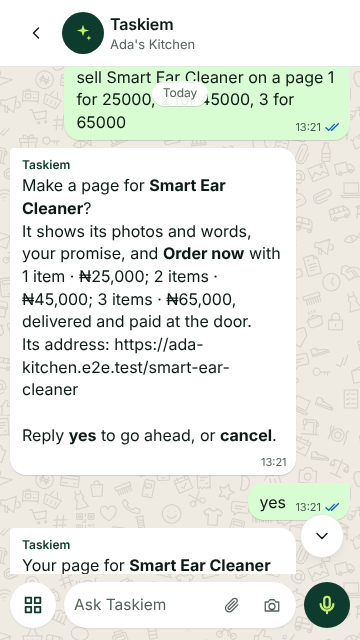 Taskiem
Ada's Kitchen
sell Smart Ear Cleaner on a page 1
for 25000, 2 for 45000, 3 for
65000
Today
13:21
Taskiem
Make a page for Smart Ear
Cleaner?
It shows its photos and words,
your promise, and Order now with
1 item · ₦25,000; 2 items ·
₦45,000; 3 items · ₦65,000,
delivered and paid at the door.
Its address: https://ada-
kitchen.e2e.test/smart-ear-
cleaner
Reply yes to go ahead, or cancel.
13:21
yes
13:21
Taskiem
Your page for Smart Ear Cleaner
Ask Taskiem